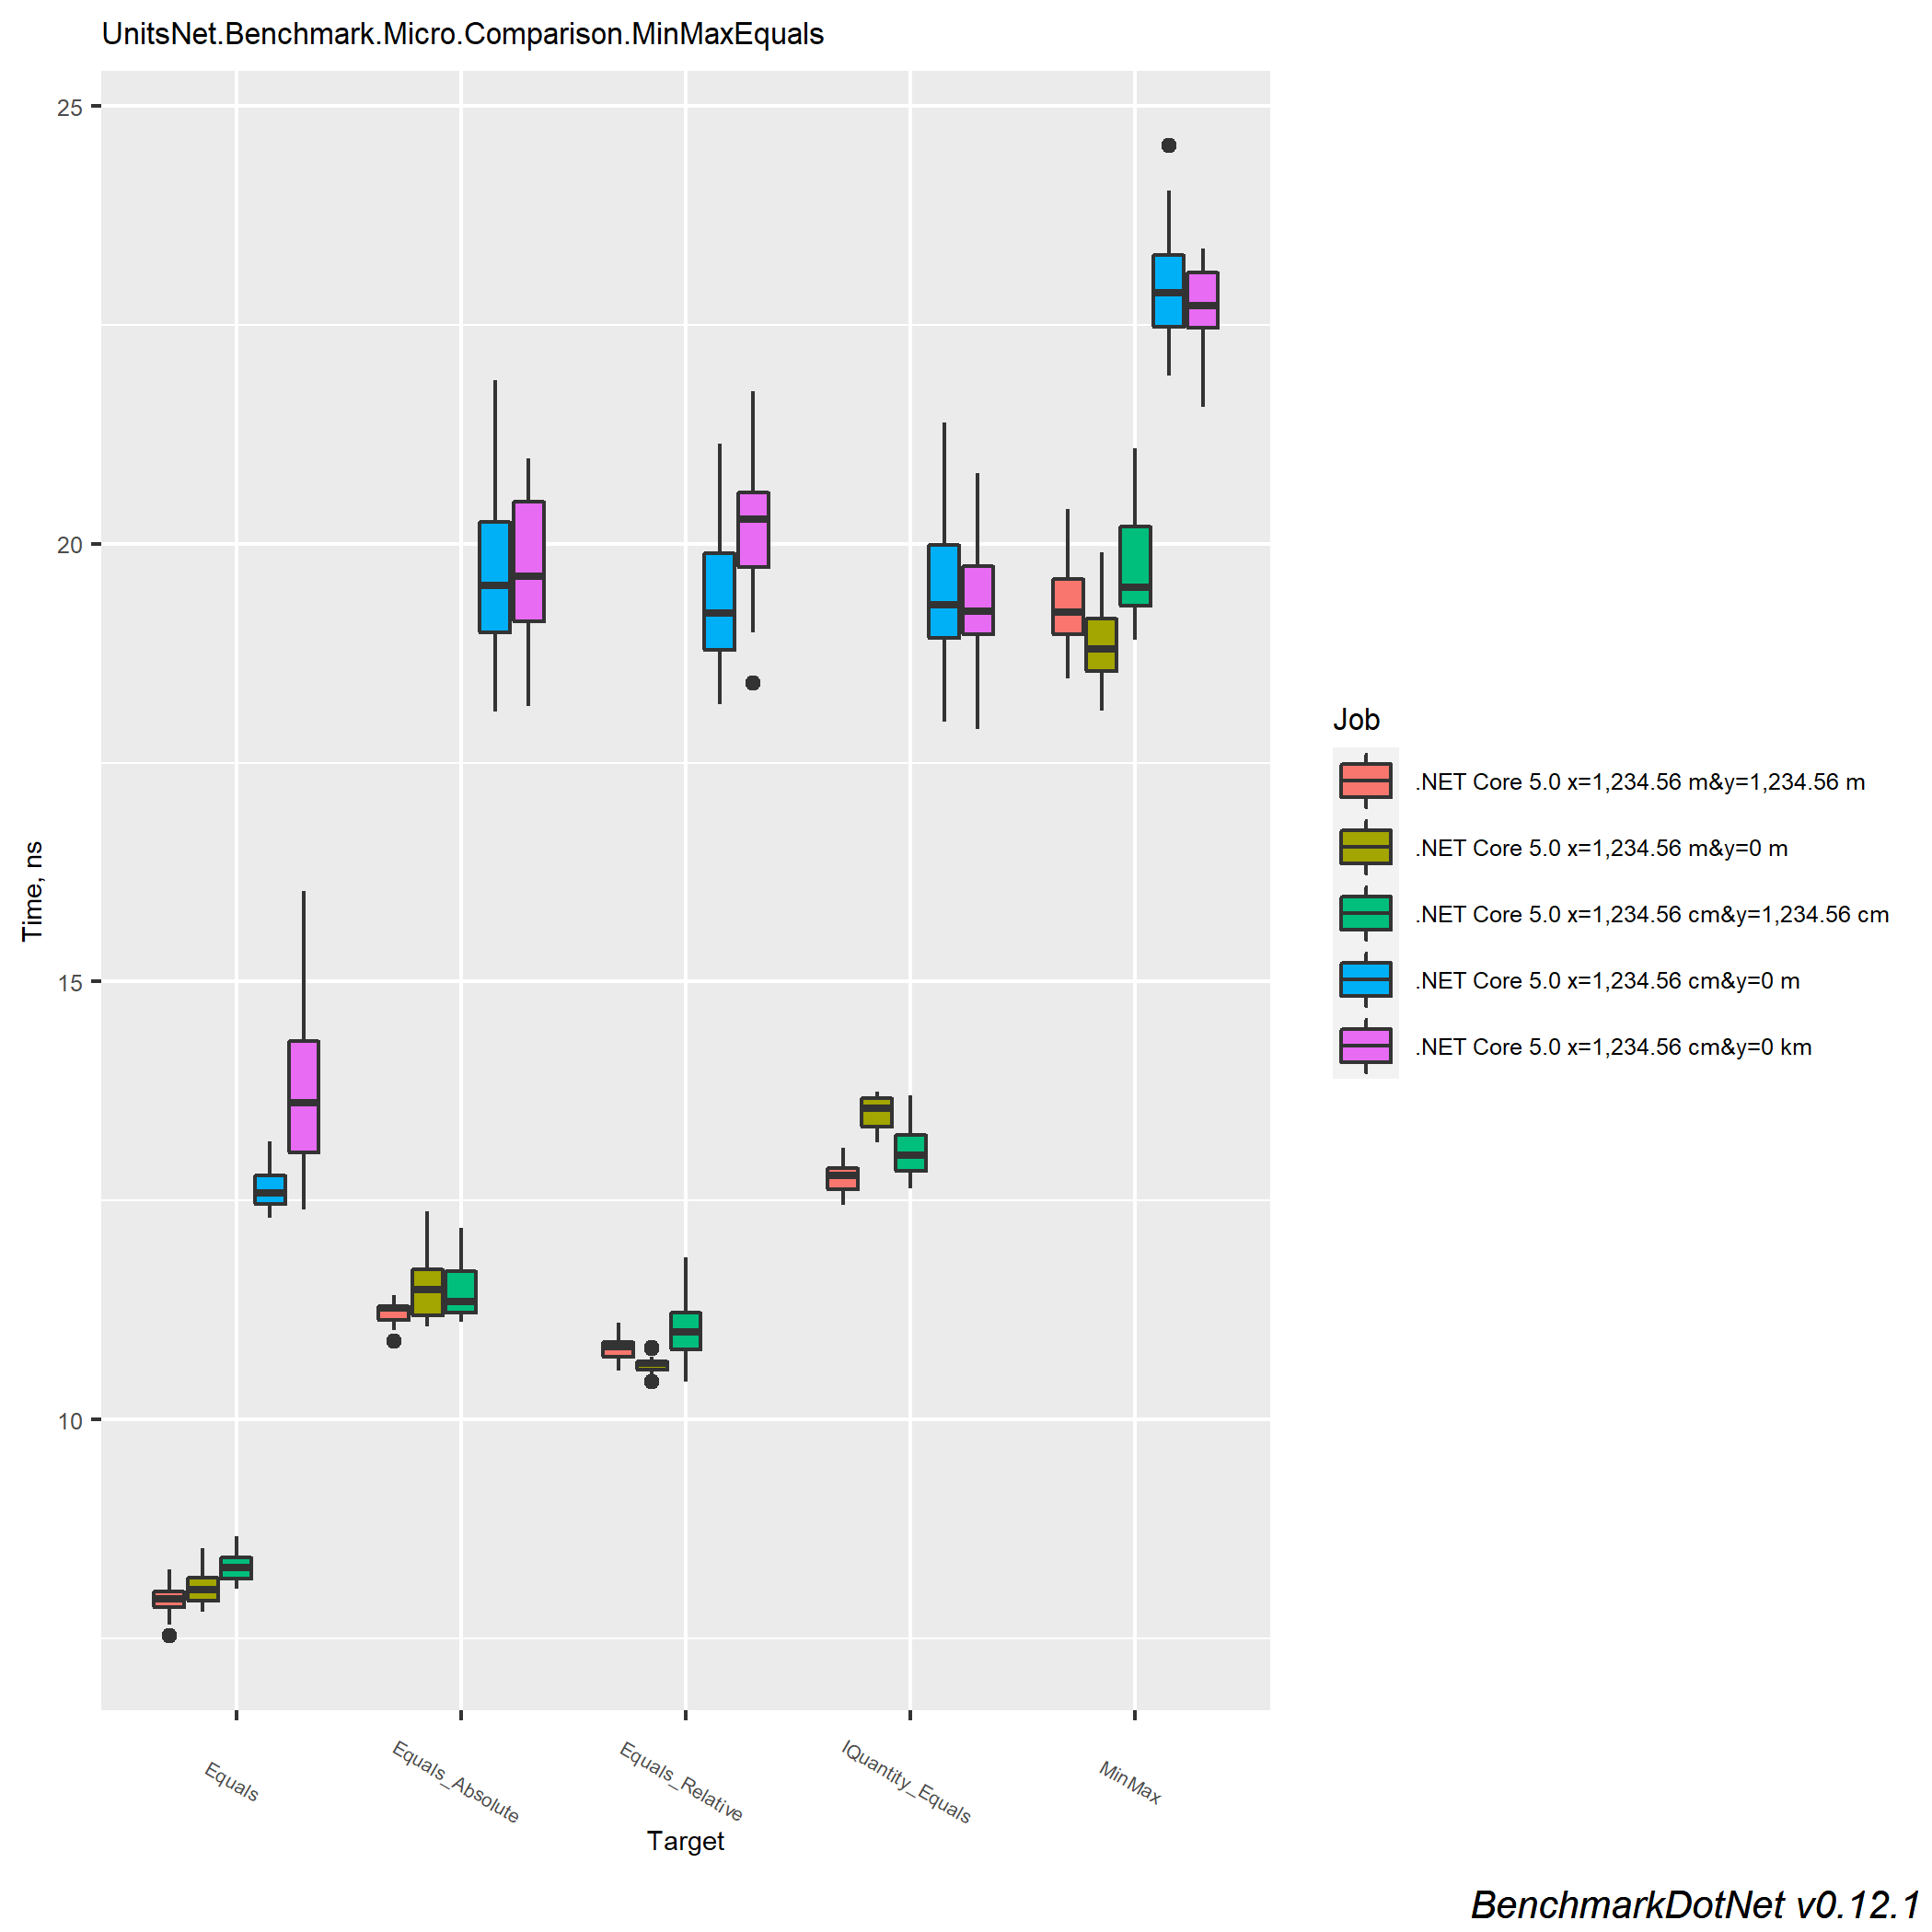 UnitsNet.Benchmark.Micro.Comparison.MinMaxEquals
25
20
15
10
Time, ns
Equals
Equals_Absolute
Equals_Relative
IQuantity_Equals
MinMax
Target
Job
.NET Core 5.0 x=1,234.56 m&y=1,234.56 m
.NET Core 5.0 x=1,234.56 m&y=0 m
.NET Core 5.0 x=1,234.56 cm&y=1,234.56 cm
.NET Core 5.0 x=1,234.56 cm&y=0 m
.NET Core 5.0 x=1,234.56 cm&y=0 km
BenchmarkDotNet v0.12.1